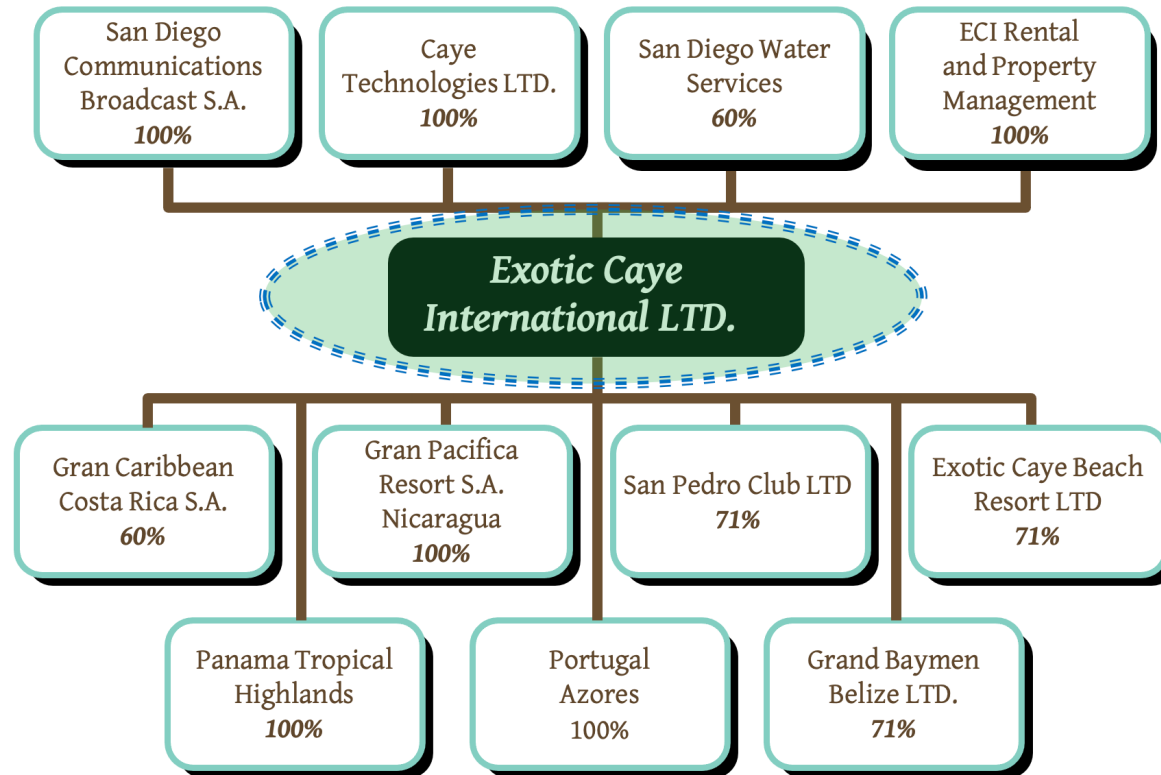 San Diego
Communications
Broadcast S.A.
100%
Caye
Technologies LTD.
100%
San Diego Water
Services
60%
ECI Rental
and Property
Management
100%
Exotic Caye
International LTD.
Gran Caribbean
Costa Rica S.A.
60%
Gran Pacifica
Resort S.A.
Nicaragua
100%
San Pedro Club LTD
71%
Exotic Caye Beach
Resort LTD
71%
Panama Tropical
Highlands
100%
Portugal
Azores
100%
Grand Baymen
Belize LTD.
71%